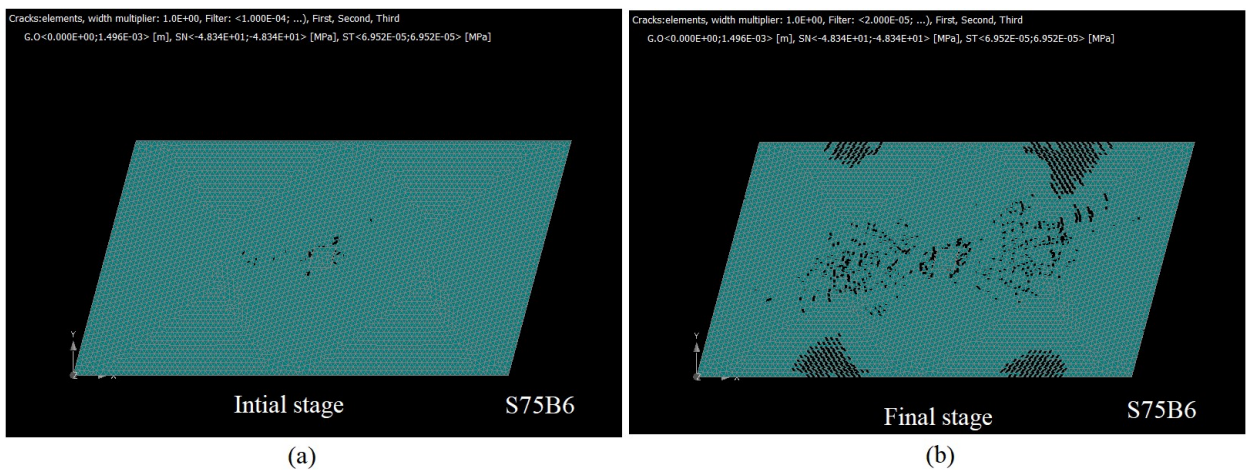 Cracks:elements, width multiplier: 1.0E+00, Filter: <1.000E-04; ...), First, Second, Third
G.O<0.000E+00;1.496E-03> [m], SN<-4.834E+01;-4.834E+01> [MPa], ST<6.952E-05;6.952E-05> [MPa]
Y
Z
X
Intial stage
S75B6
(a)
Cracks:elements, width multiplier: 1.0E+00, Filter: <2.000E-05; ...), First, Second, Third
G.O<0.000E+00;1.496E-03> [m], SN<-4.834E+01;-4.834E+01> [MPa], ST<6.952E-05;6.952E-05> [MPa]
Y
Z
X
Final stage
S75B6
(b)